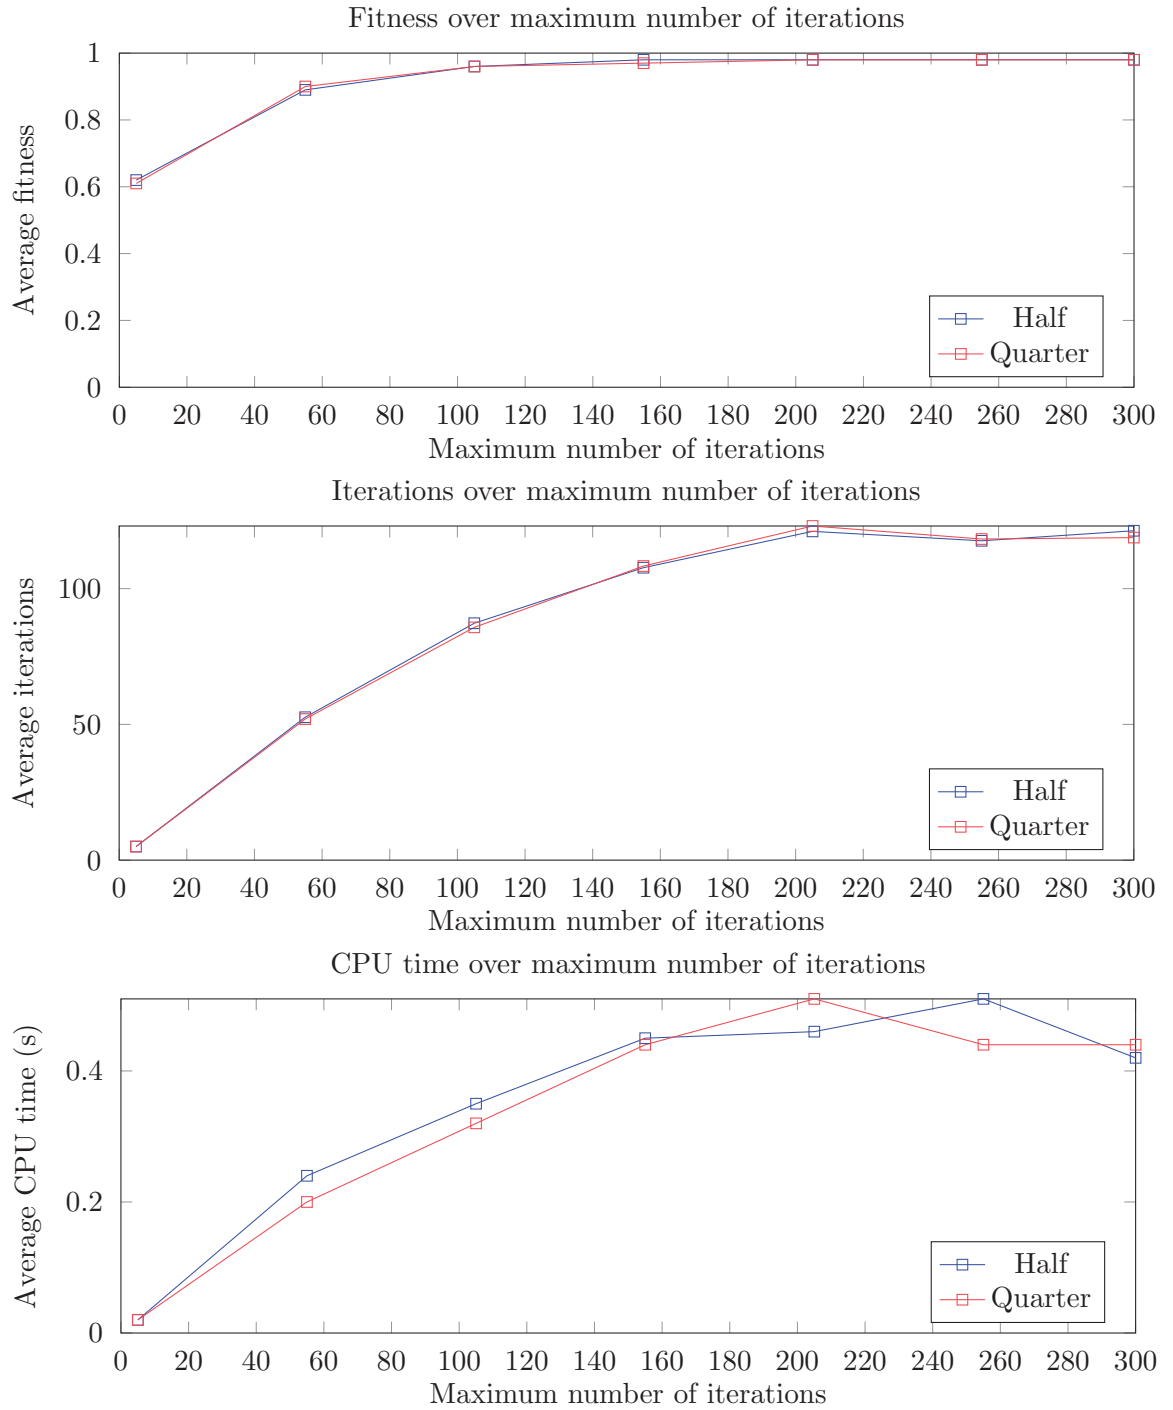 Fitness over maximum number of iterations
1
0.8
0.6
0.4
0.2
0
Average fitness
Half
Quarter
0 20 40 60 80 100 120 140 160 180 200 220 240 260 280 300
Maximum number of iterations
Iterations over maximum number of iterations
100
50
0
Average iterations
Half
Quarter
0 20 40 60 80 100 120 140 160 180 200 220 240 260 280 300
Maximum number of iterations
CPU time over maximum number of iterations
0.4
0.2
0
Average CPU time (s)
Half
Quarter
0 20 40 60 80 100 120 140 160 180 200 220 240 260 280 300
Maximum number of iterations